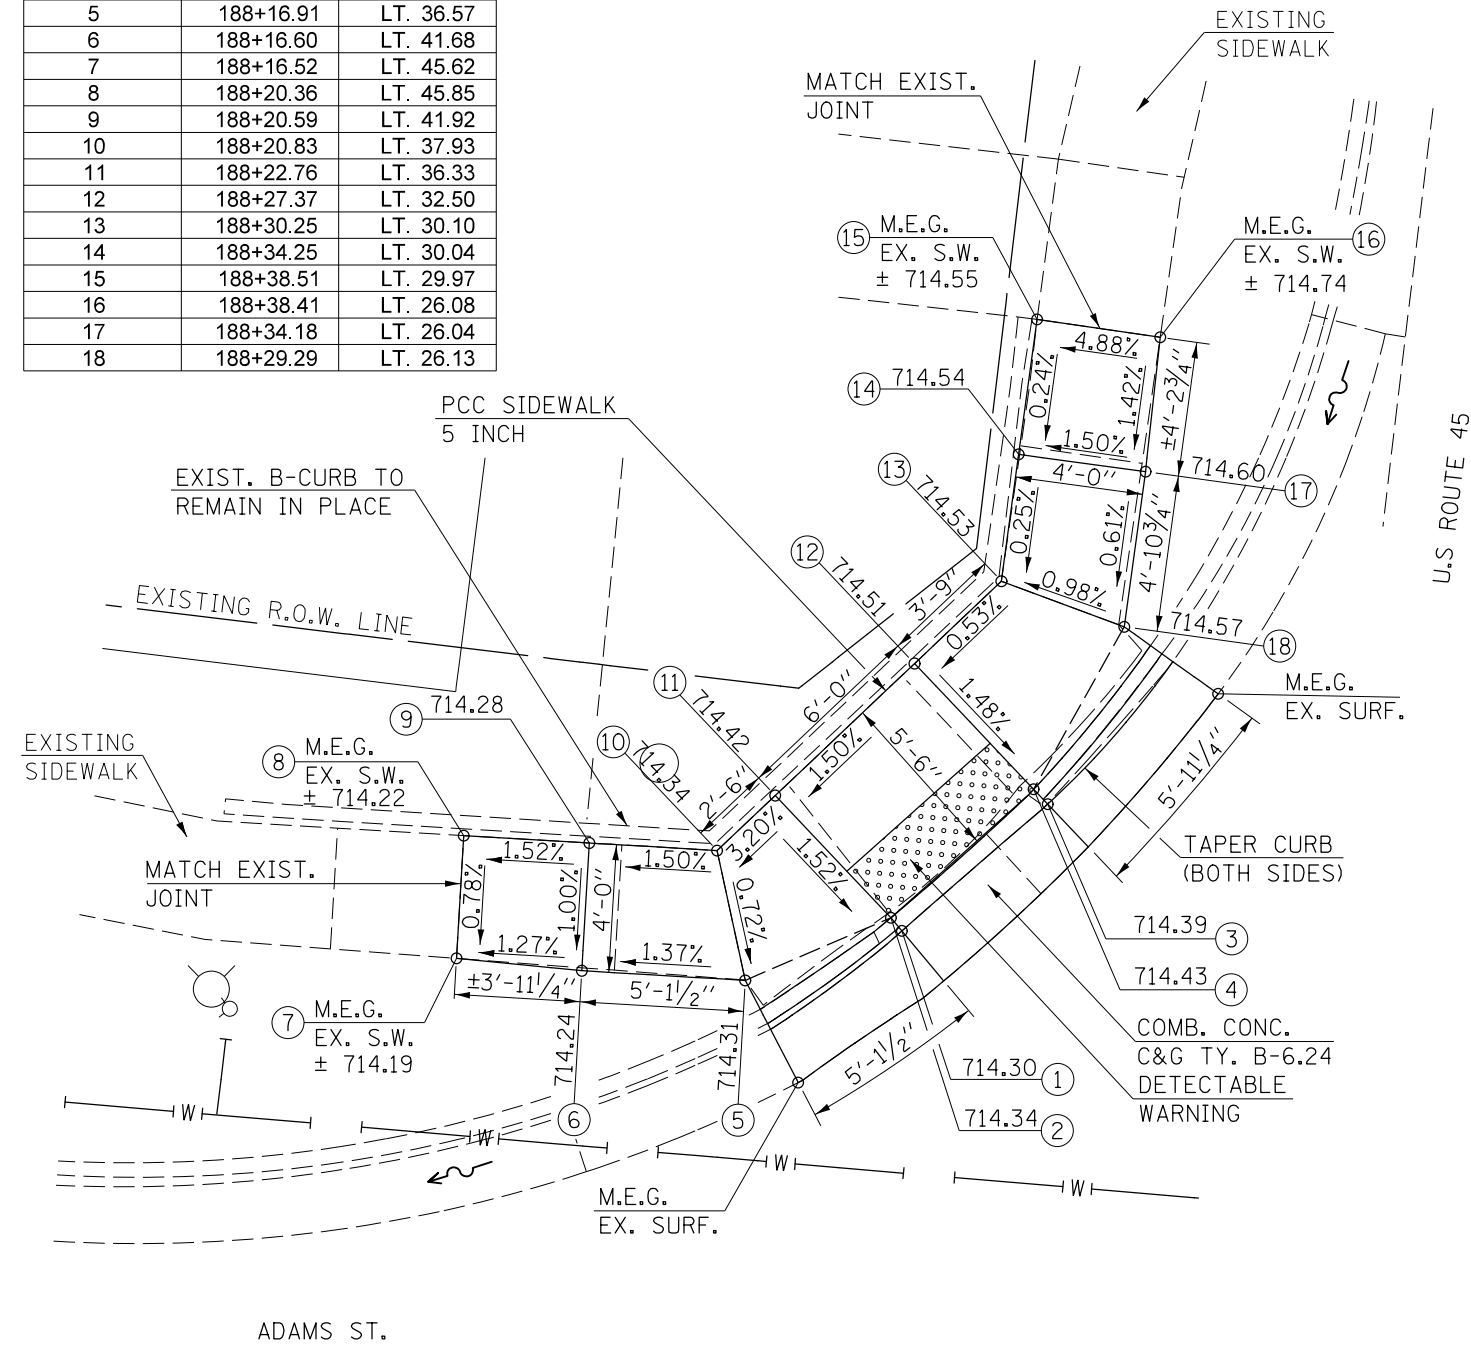 5 188+16.91 LT. 36.57
6 188+16.60 LT. 41.68
7 188+16.52 LT. 45.62
8 188+20.36 LT. 45.85
9 188+20.59 LT. 41.92
10 188+20.83 LT. 37.93
11 188+22.76 LT. 36.33
12 188+27.37 LT. 32.50
13 188+30.25 LT. 30.10
14 188+34.25 LT. 30.04
15 188+38.51 LT. 29.97
16 188+38.41 LT. 26.08
17 188+34.18 LT. 26.04
18 188+29.29 LT. 26.13
EXISTING
SIDEWALK
MATCH EXIST.
JOINT
15 M.E.G.
EX. S.W.
± 714.55
M.E.G. 16
EX. S.W.
± 714.74
4.88%
0.24%
1.42%
±4'-2¾"
14 714.54
1.50%
4'-0"
714.60 17
U.S ROUTE 45
PCC SIDEWALK
5 INCH
EXIST. B-CURB TO
REMAIN IN PLACE
13 714.53
0.25%
0.61%
4'-10¾"
12 714.51
3'-9"
0.98%
0.53%
714.57 18
EXISTING R.O.W. LINE
11 714.42
6'-0"
1.48%
M.E.G.
EX. SURF.
9 714.28
10 714.34
2'-6"
1.50%
5'-6"
5'-11¼"
EXISTING
SIDEWALK
8 M.E.G.
EX. S.W.
± 714.22
1.52%
1.50%
3.20%
1.52%
TAPER CURB
(BOTH SIDES)
MATCH EXIST.
JOINT
0.78%
1.00%
4'-0"
0.72%
1.27%
1.37%
714.39 3
±3'-11¼"
5'-1½"
714.43 4
7 M.E.G.
EX. S.W.
± 714.19
714.24
6
714.31
5
5'-1½"
COMB. CONC.
C&G TY. B-6.24
714.30 1
DETECTABLE
WARNING
714.34 2
W
W
W
W
M.E.G.
EX. SURF.
ADAMS ST.